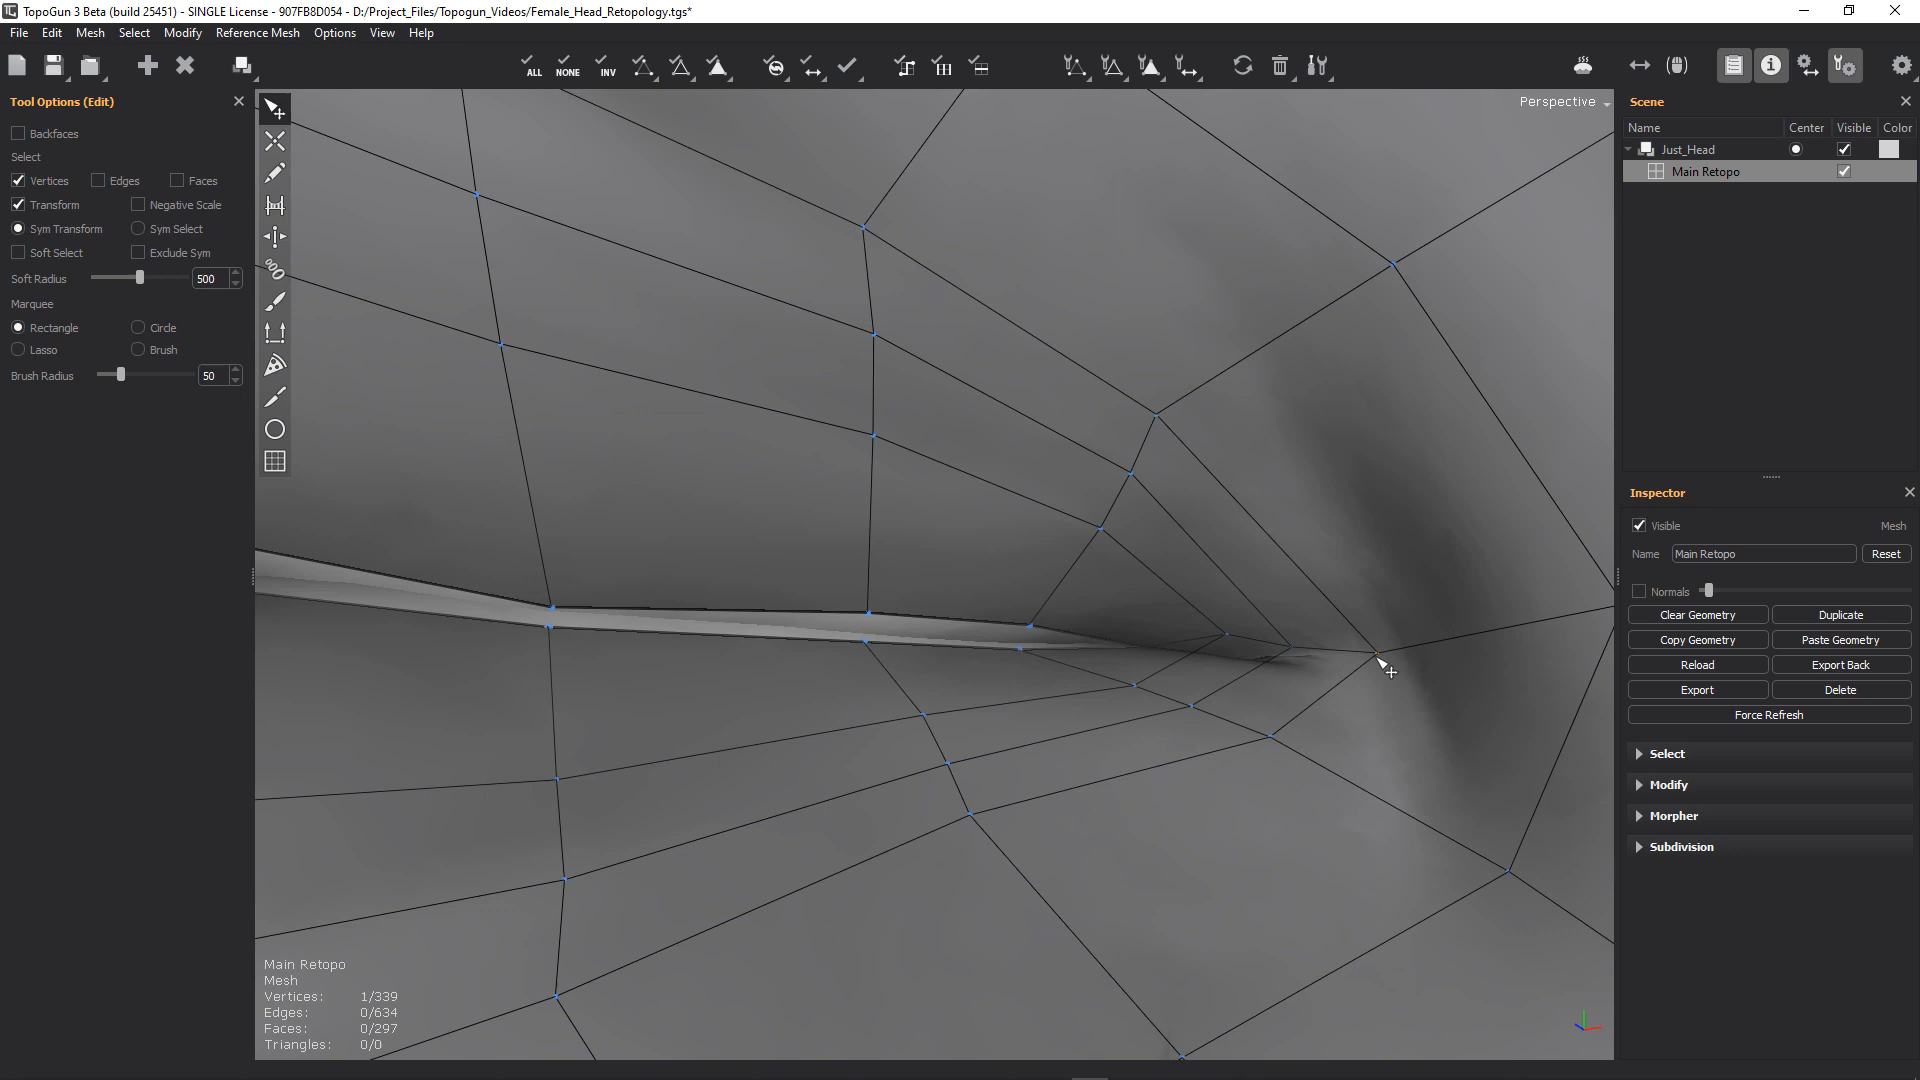 TopoGun 3 Beta (build 25451) - SINGLE License - 907FB8D054 - D:/Project_Files/Topogun_Videos/Female_Head_Retopology.tgs*
File Edit Mesh Select Modify Reference Mesh Options View Help
ALL NONE INV
Tool Options (Edit)
Backfaces
Select
Vertices Edges Faces
Transform Negative Scale
Sym Transform Sym Select
Soft Select Exclude Sym
Soft Radius 500
Marquee
Rectangle Circle
Lasso Brush
Brush Radius 50
Perspective
Main Retopo
Mesh
Vertices: 1/339
Edges: 0/634
Faces: 0/297
Triangles: 0/0
Scene
Name Center Visible Color
Just_Head
Main Retopo
Inspector
Visible Mesh
Name Main Retopo Reset
Normals
Clear Geometry Duplicate
Copy Geometry Paste Geometry
Reload Export Back
Export Delete
Force Refresh
Select
Modify
Morpher
Subdivision